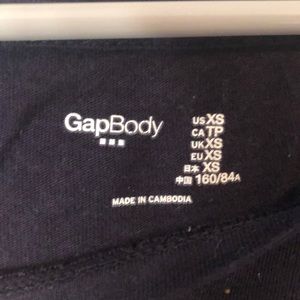 GapBody
US XS
CA TP
UK XS
EU XS
日本 XS
中国 160/84A
MADE IN CAMBODIA